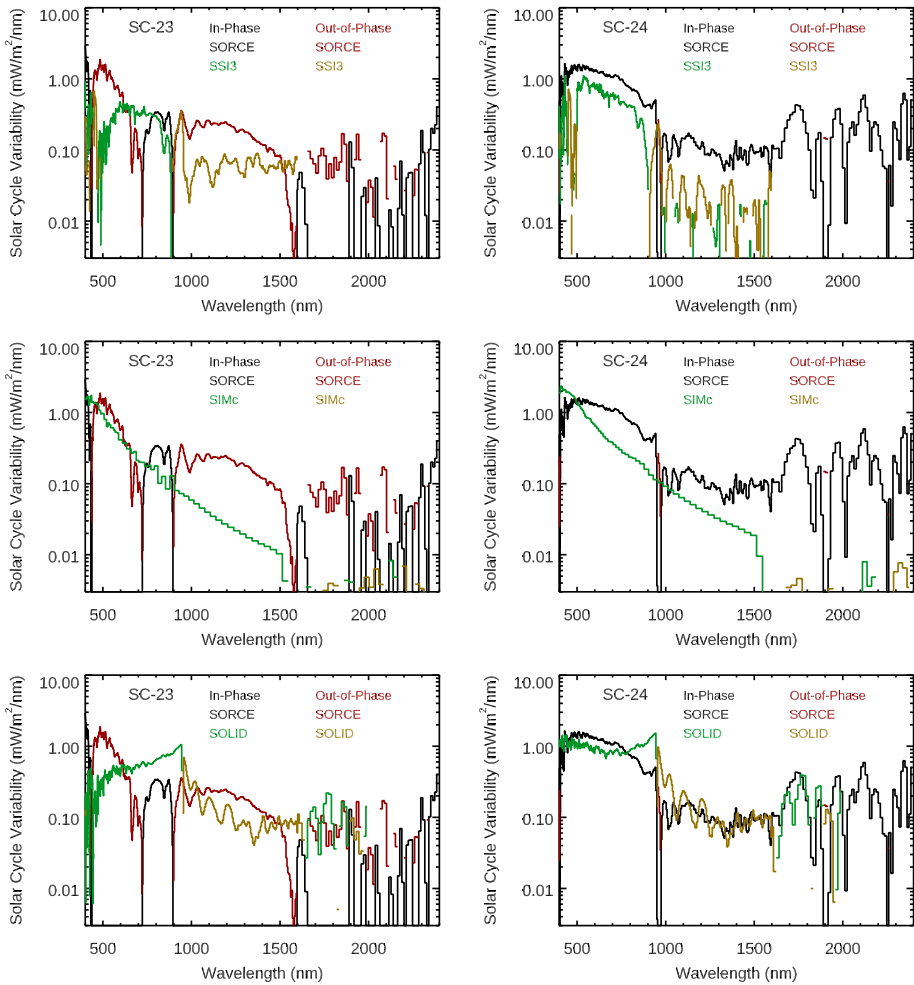 SC-23 In-Phase Out-of-Phase
SORCE SORCE
SSI3 SSI3
10.00
1.00
0.10
0.01
500 1000 1500 2000
Wavelength (nm)
Solar Cycle Variability (mW/m²/nm)
SC-24 In-Phase Out-of-Phase
SORCE SORCE
SSI3 SSI3
10.00
1.00
0.10
0.01
500 1000 1500 2000
Wavelength (nm)
Solar Cycle Variability (mW/m²/nm)
SC-23 In-Phase Out-of-Phase
SORCE SORCE
SIMc SIMc
10.00
1.00
0.10
0.01
500 1000 1500 2000
Wavelength (nm)
Solar Cycle Variability (mW/m²/nm)
SC-24 In-Phase Out-of-Phase
SORCE SORCE
SIMc SIMc
10.00
1.00
0.10
0.01
500 1000 1500 2000
Wavelength (nm)
Solar Cycle Variability (mW/m²/nm)
SC-23 In-Phase Out-of-Phase
SORCE SORCE
SOLID SOLID
10.00
1.00
0.10
0.01
500 1000 1500 2000
Wavelength (nm)
Solar Cycle Variability (mW/m²/nm)
SC-24 In-Phase Out-of-Phase
SORCE SORCE
SOLID SOLID
10.00
1.00
0.10
0.01
500 1000 1500 2000
Wavelength (nm)
Solar Cycle Variability (mW/m²/nm)